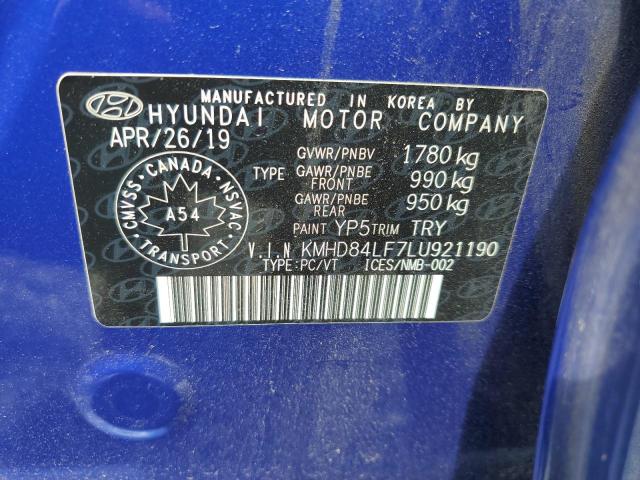 MANUFACTURED IN KOREA BY
HYUNDAI MOTOR COMPANY
APR/26/19
GVWR/PNBV 1780 kg
TYPE GAWR/PNBE FRONT 990 kg
GAWR/PNBE REAR 950 kg
PAINT YP5 TRIM TRY
V.I.N KMHD84LF7LU921190
TYPE:PC/VT ICES/NMB-002
CMVSS CANADA NSVAC
A54
TRANSPORT